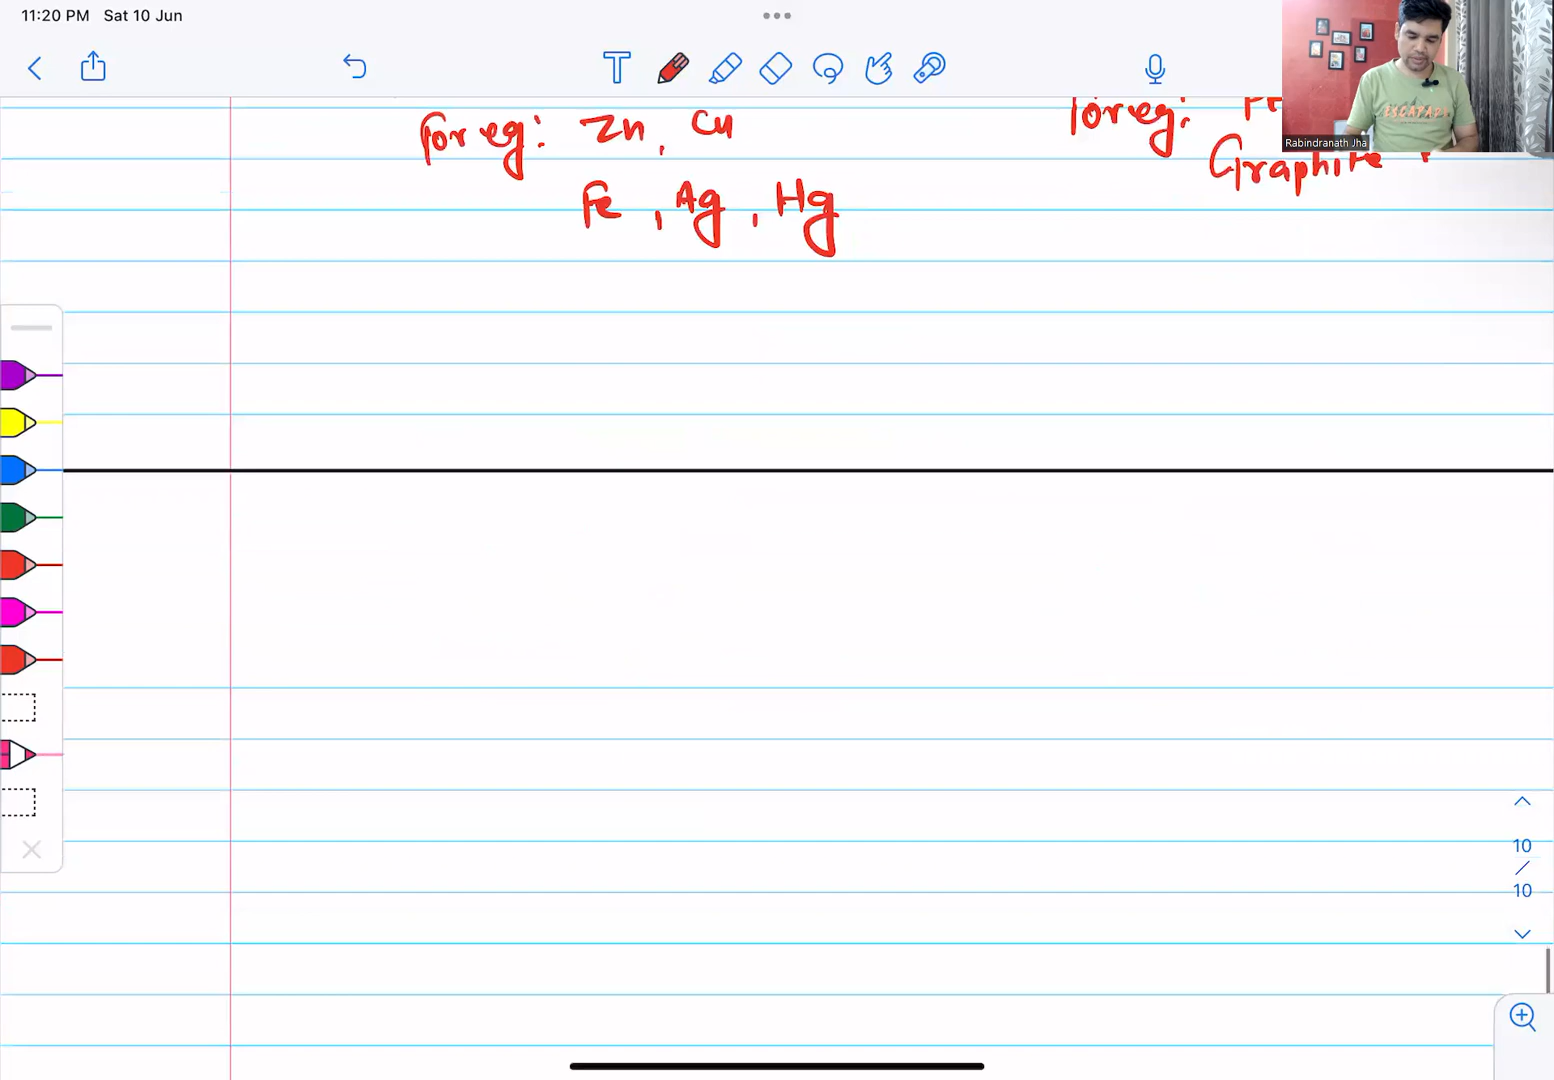 11:20 PM Sat 10 Jun
T
Rabindranath Jha
ESCAPADE
for eg: Zn, Cu
Fe, Ag, Hg
for eg:
Graphite
10
/
10